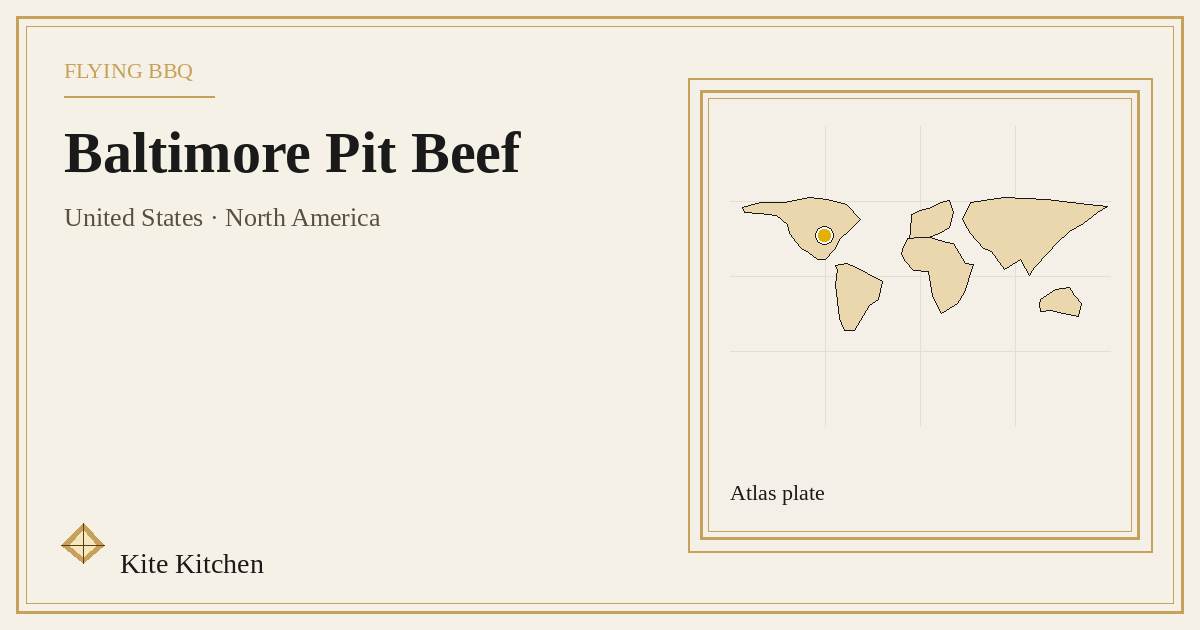 FLYING BBQ
Baltimore Pit Beef
United States · North America
Atlas plate
Kite Kitchen